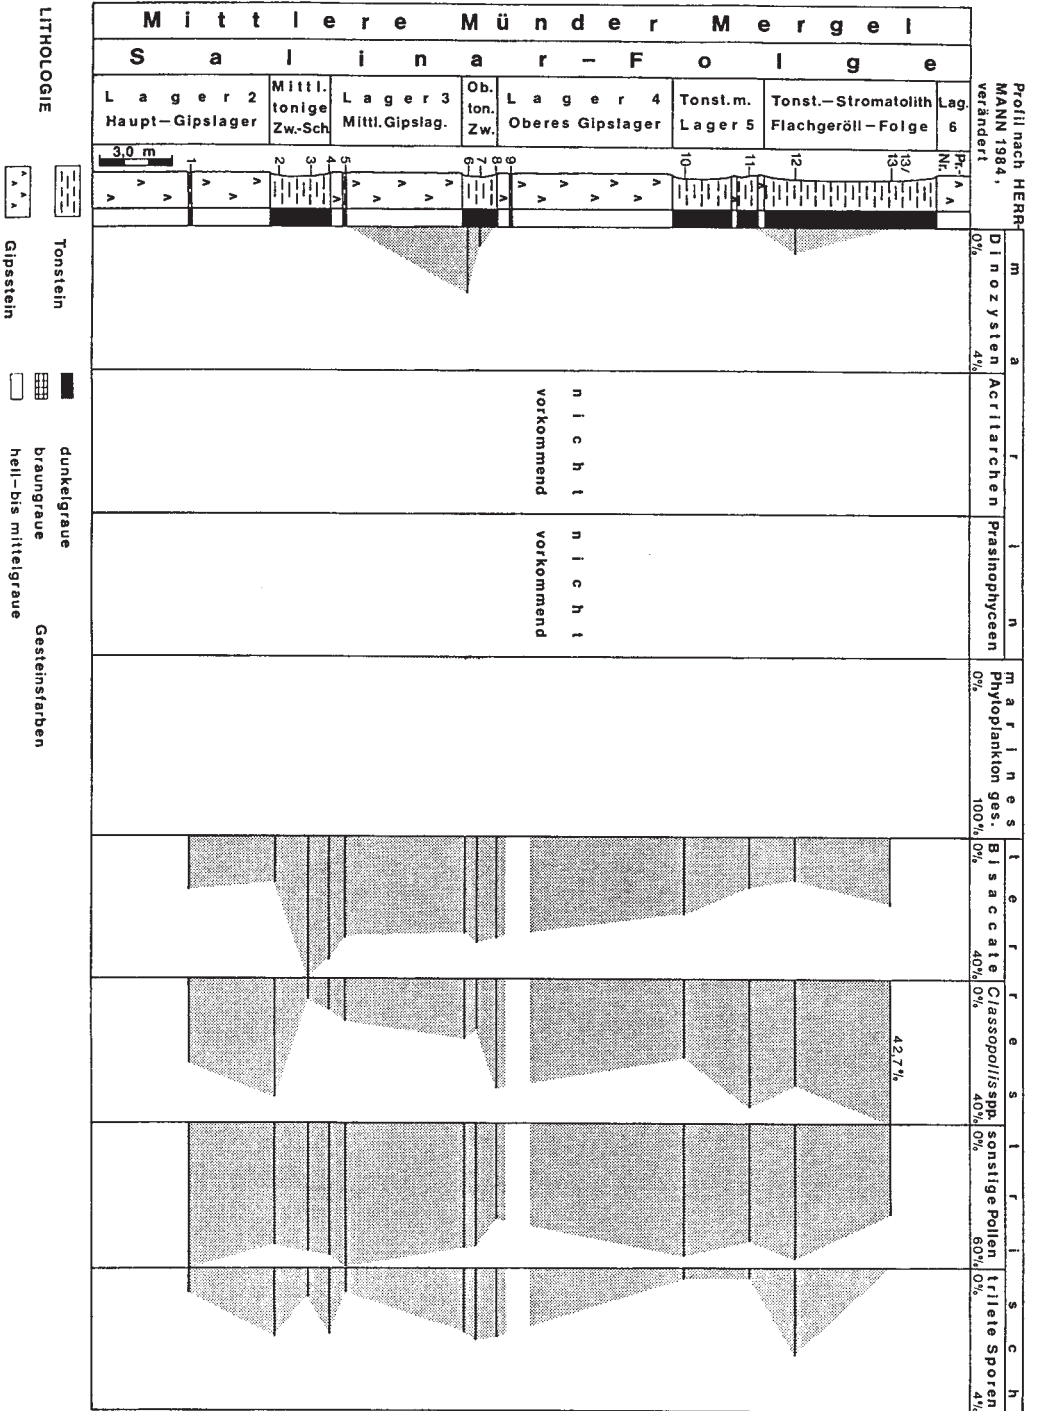 Mittlere Münder Mergel
Salinar-Folge
Lager 2
Haupt-Gipslager
Mittl.
tonige
Zw.-Sch.
Lager 3
Mittl. Gipslag.
Ob.
ton.
Zw.
Lager 4
Oberes Gipslager
Tonst. m.
Lager 5
Tonst.-Stromatolith
Flachgeröll-Folge
Lag.
6
Profil nach HERR-
MANN 1984,
verändert
3,0 m
1 2 3 4 5 6 7 8 9 10 11 12 13 13/
Pr.-
Nr.
marin
Dinozysten
0% 4%
Acritarchen
nicht
vorkommend
Prasinophyceen
nicht
vorkommend
marines
Phytoplankton ges.
0% 100%
terrestrisch
Bisaccate
0% 40%
Classopollis spp.
0% 40%
42,7%
sonstige Pollen
0% 60%
trilete Sporen
0% 4%
LITHOLOGIE
Tonstein
Gipsstein
dunkelgraue
braungraue
hell-bis mittelgraue
Gesteinsfarben